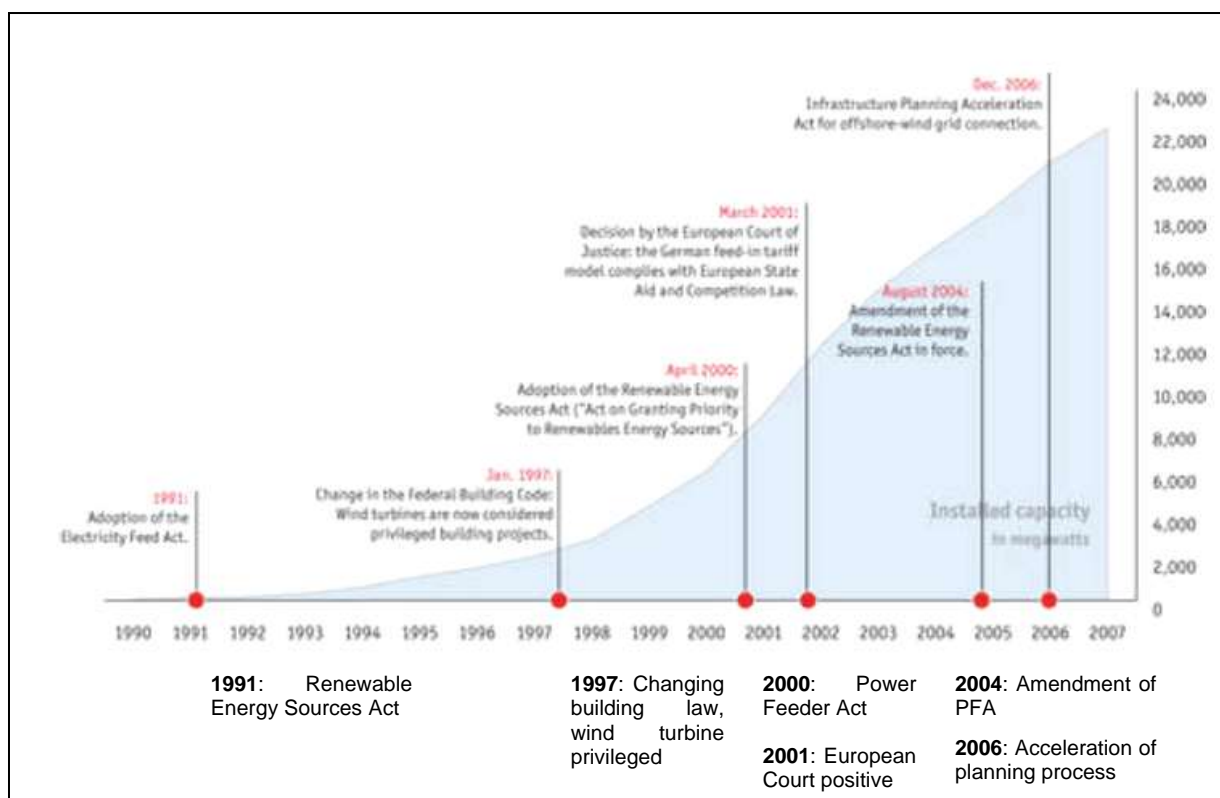 Dec. 2006:
Infrastructure Planning Acceleration
Act for offshore-wind grid connection.
March 2001:
Decision by the European Court of
Justice: the German feed-in tariff
model complies with European State
Aid and Competition Law.
August 2004:
Amendment of the
Renewable Energy
Sources Act in force.
April 2000:
Adoption of the Renewable Energy
Sources Act ("Act on Granting Priority
to Renewables Energy Sources").
Jan. 1997:
Change in the Federal Building Code:
Wind turbines are now considered
privileged building projects.
1991:
Adoption of the
Electricity Feed Act.
Installed capacity
in megawatts
24,000
22,000
20,000
18,000
16,000
14,000
12,000
10,000
8,000
6,000
4,000
2,000
0
1990 1991 1992 1993 1994 1995 1996 1997 1998 1999 2000 2001 2002 2003 2004 2005 2006 2007
1991: Renewable
Energy Sources Act
1997: Changing
building law,
wind turbine
privileged
2000: Power
Feeder Act
2001: European
Court positive
2004: Amendment of
PFA
2006: Acceleration of
planning process